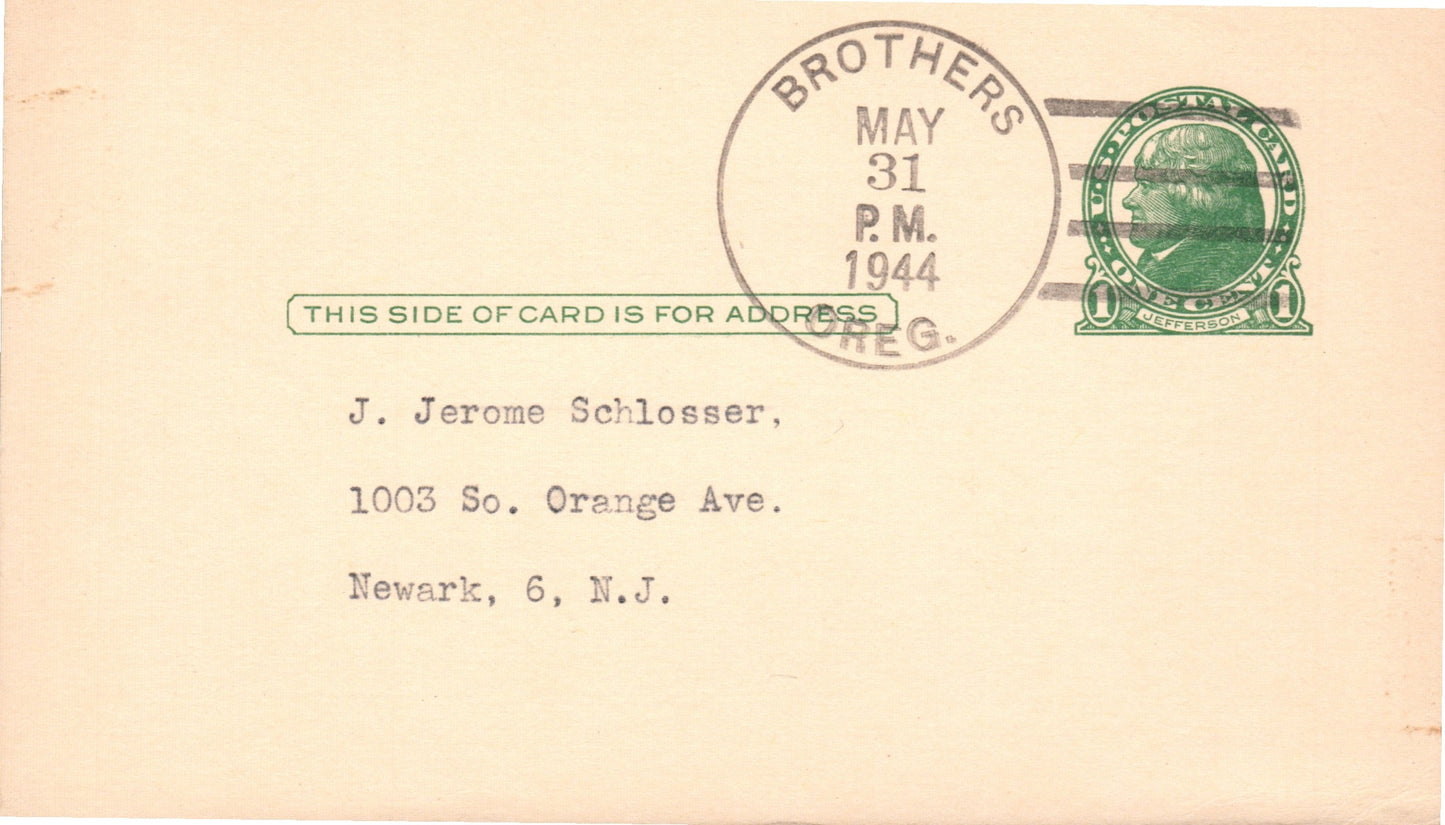 BROTHERS
MAY
31
P.M.
1944
OREG.
U.S. POSTAL CARD
ONE CENT
1 JEFFERSON 1
THIS SIDE OF CARD IS FOR ADDRESS
J. Jerome Schlosser,
1003 So. Orange Ave.
Newark, 6, N.J.